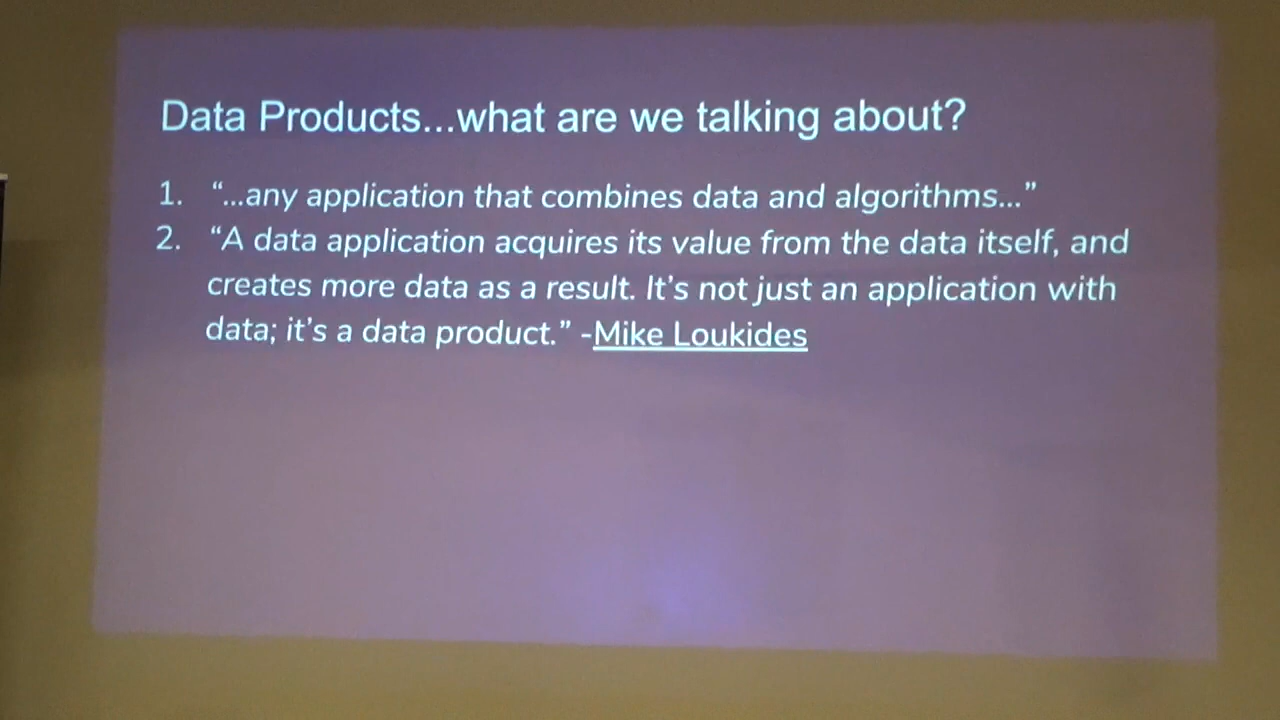 Data Products...what are we talking about?
1. “...any application that combines data and algorithms...”
2. “A data application acquires its value from the data itself, and
creates more data as a result. It’s not just an application with
data; it’s a data product.” -Mike Loukides